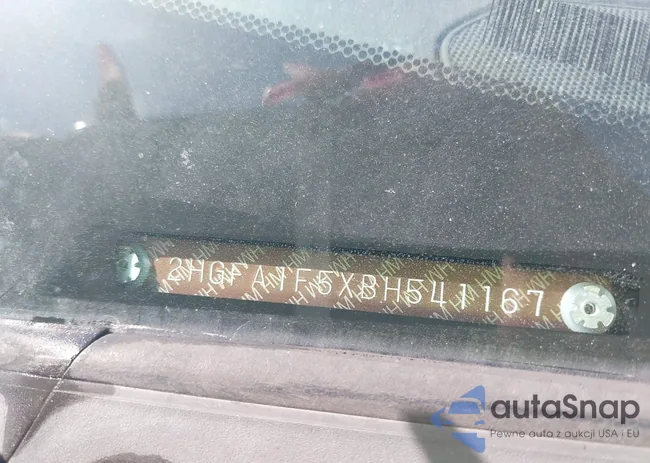 2HGFA1F5XBH541167
autaSnap
Pewne auta z aukcji USA i EU